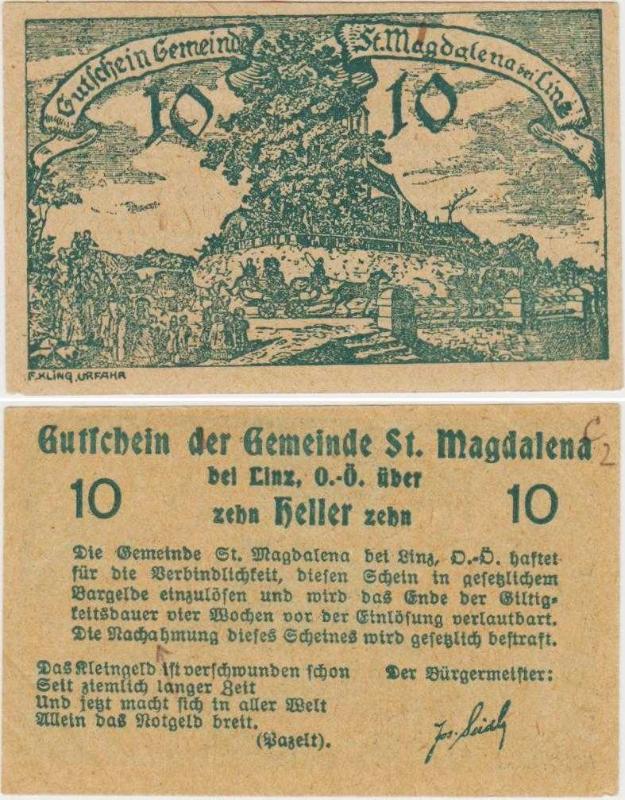 Gutschein Gemeinde St. Magdalena bei Linz
10 10
F. KLING, URFAHR
Gutschein der Gemeinde St. Magdalena
bei Linz, O.-Ö. über
10 zehn Heller zehn 10
C
2
Die Gemeinde St. Magdalena bei Linz, O.-Ö. haftet
für die Verbindlichkeit, diesen Schein in gesetzlichem
Bargelde einzulösen und wird das Ende der Giltig-
keitsdauer vier Wochen vor der Einlösung verlautbart.
Die Nachahmung dieses Scheines wird gesetzlich bestraft.
Das Kleingeld ist verschwunden schon
Seit ziemlich langer Zeit
Und jetzt macht sich in aller Welt
Allein das Notgeld breit.
(Pazelt).
Der Bürgermeister:
Jos.